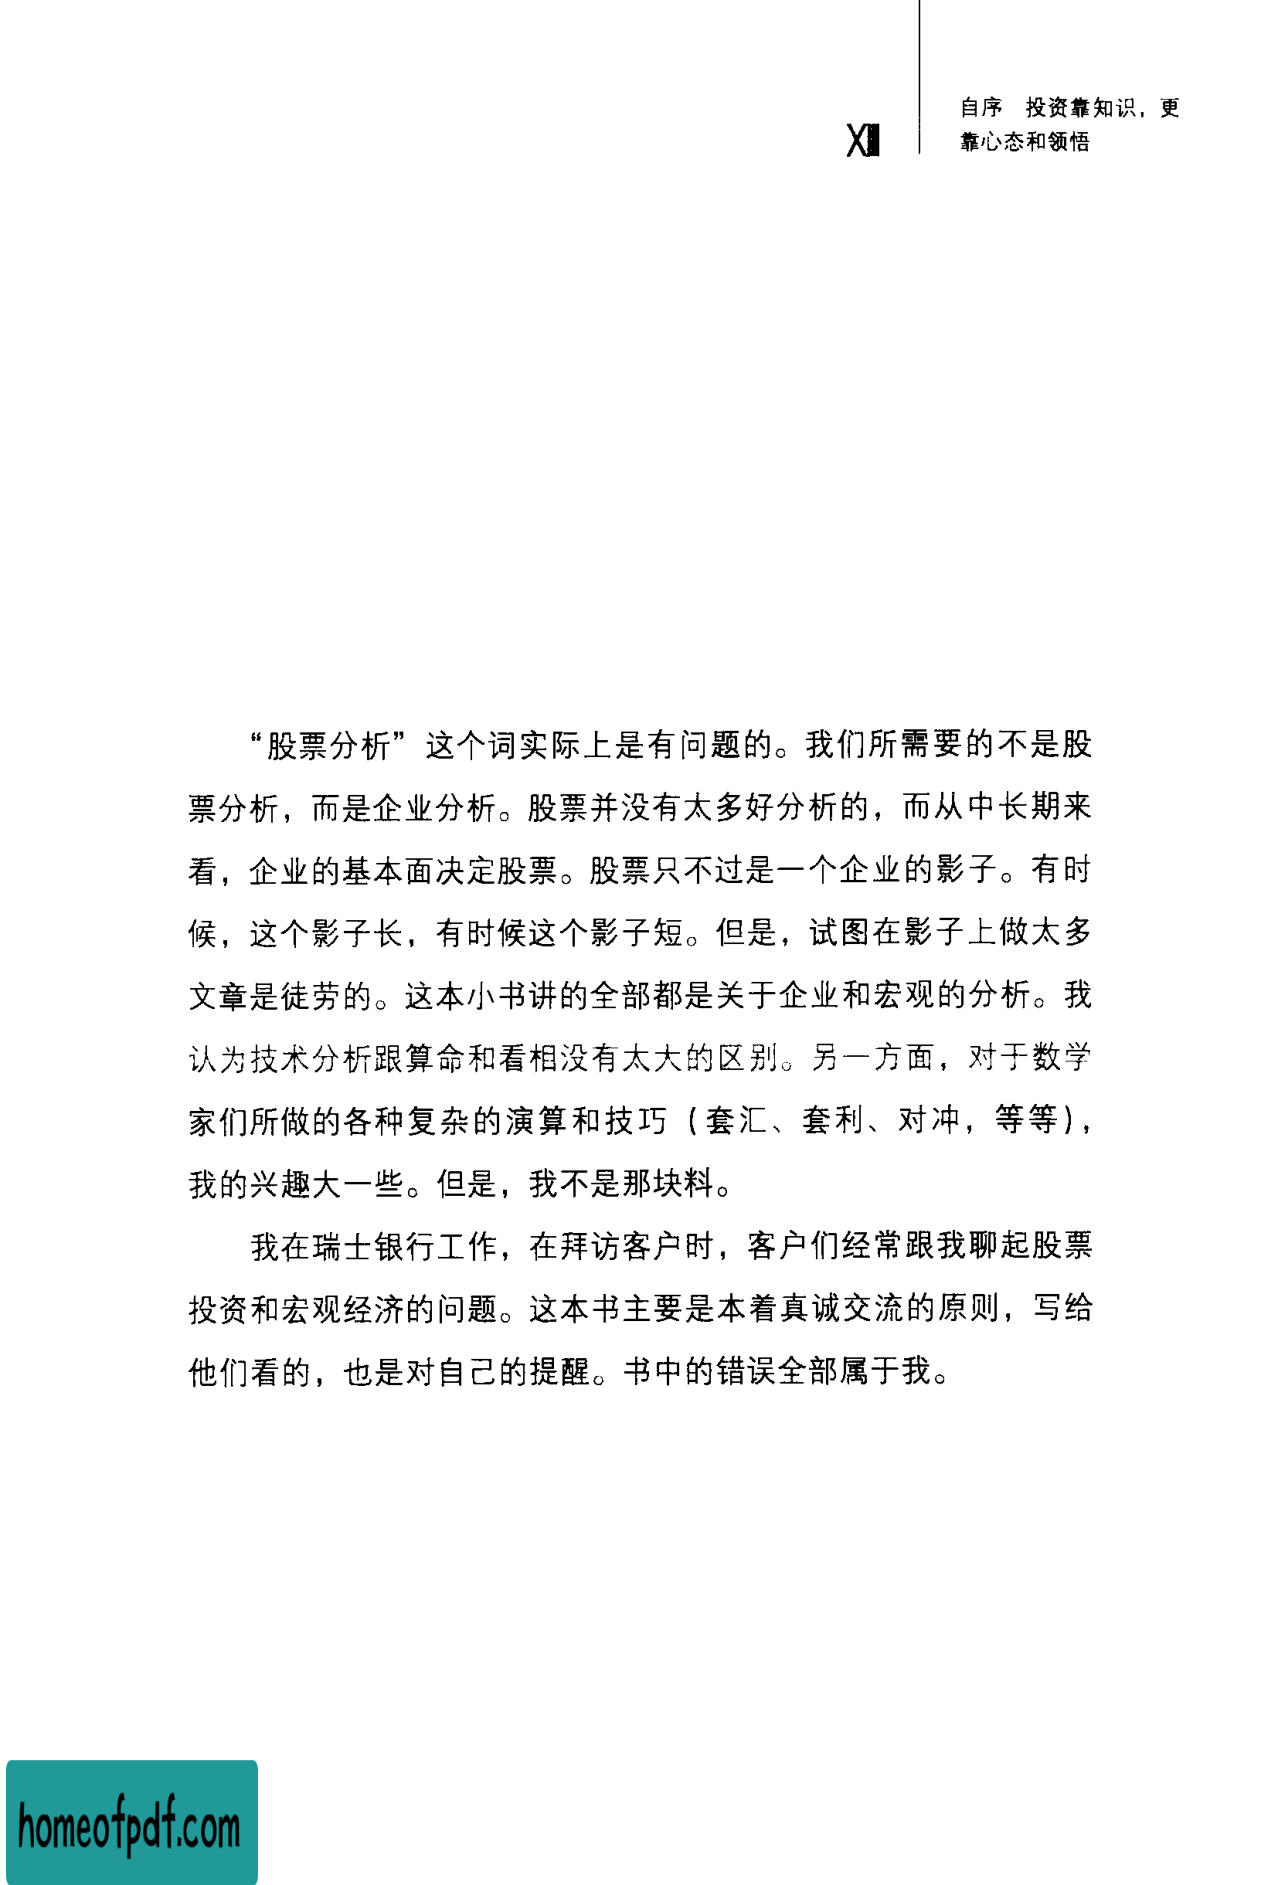 自序　投资靠知识，更
靠心态和领悟
“股票分析”这个词实际上是有问题的。我们所需要的不是股
票分析，而是企业分析。股票并没有太多好分析的，而从中长期来
看，企业的基本面决定股票。股票只不过是一个企业的影子。有时
候，这个影子长，有时候这个影子短。但是，试图在影子上做太多
文章是徒劳的。这本小书讲的全部都是关于企业和宏观的分析。我
认为技术分析跟算命和看相没有太大的区别。另一方面，对于数学
家们所做的各种复杂的演算和技巧（套汇、套利、对冲，等等），
我的兴趣大一些。但是，我不是那块料。
我在瑞士银行工作，在拜访客户时，客户们经常跟我聊起股票
投资和宏观经济的问题。这本书主要是本着真诚交流的原则，写给
他们看的，也是对自己的提醒。书中的错误全部属于我。
homeofpdf.com